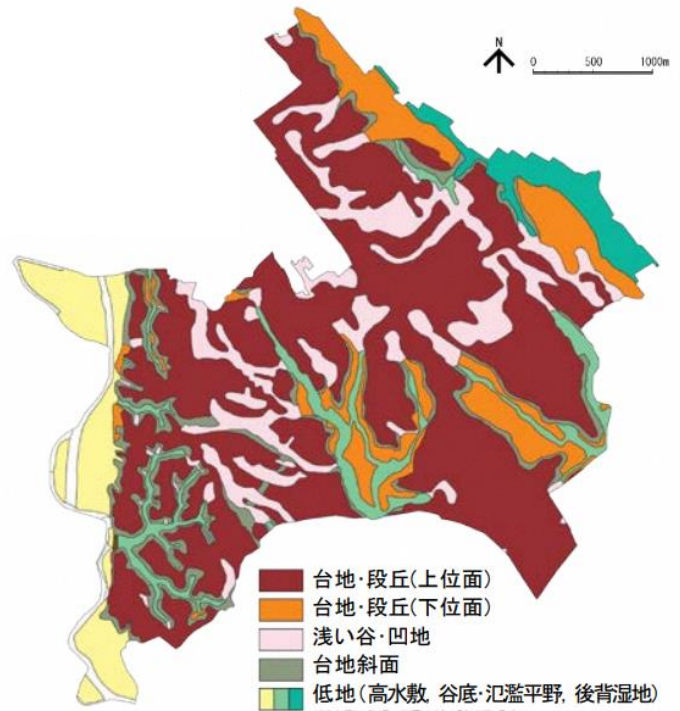 N
0 500 1000m
台地・段丘(上位面)
台地・段丘(下位面)
浅い谷・凹地
台地斜面
低地(高水敷, 谷底・氾濫平野, 後背湿地)